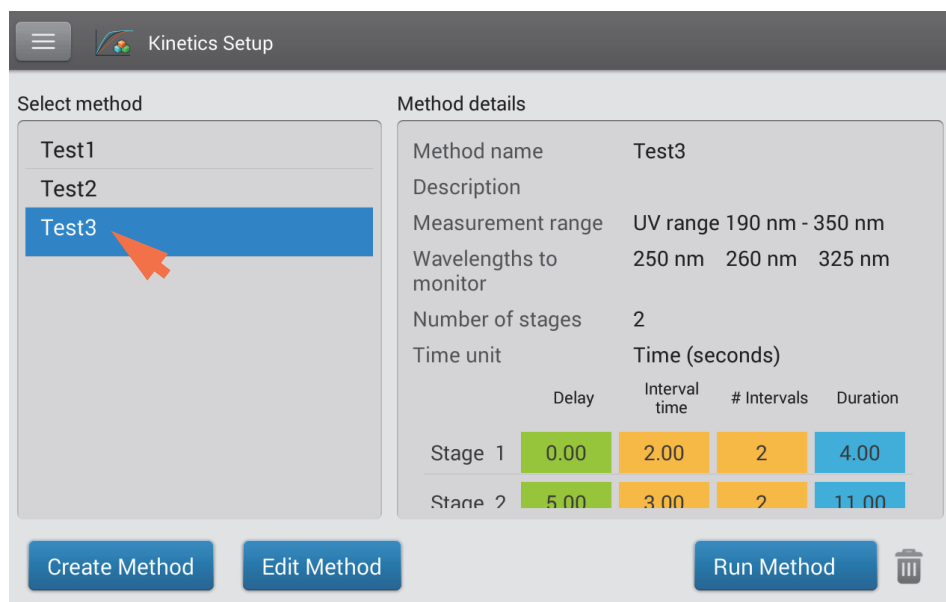 Kinetics Setup
Select method
Test1
Test2
Test3
Method details
Method name Test3
Description
Measurement range UV range 190 nm - 350 nm
Wavelengths to monitor 250 nm 260 nm 325 nm
Number of stages 2
Time unit Time (seconds)
Delay Interval time # Intervals Duration
Stage 1 0.00 2.00 2 4.00
Stage 2 5.00 3.00 2 11.00
Create Method Edit Method Run Method